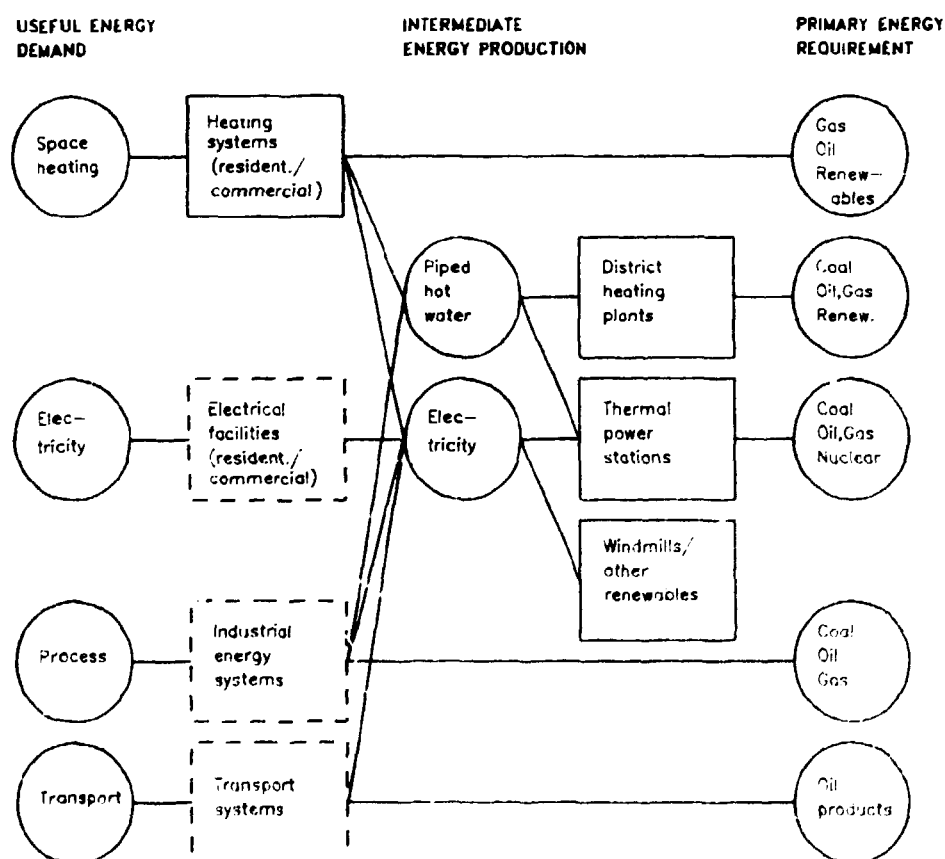 USEFUL ENERGY
DEMAND
INTERMEDIATE
ENERGY PRODUCTION
PRIMARY ENERGY
REQUIREMENT
Space
heating
Heating
systems
(resident./
commercial)
Gas
Oil
Renew-
ables
Piped
hot
water
District
heating
plants
Coal
Oil,Gas
Renew.
Elec-
tricity
Electrical
facilities
(resident./
commercial)
Elec-
tricity
Thermal
power
stations
Coal
Oil,Gas
Nuclear
Windmills/
other
renewables
Process
Industrial
energy
systems
Coal
Oil
Gas
Transport
Transport
systems
Oil
products